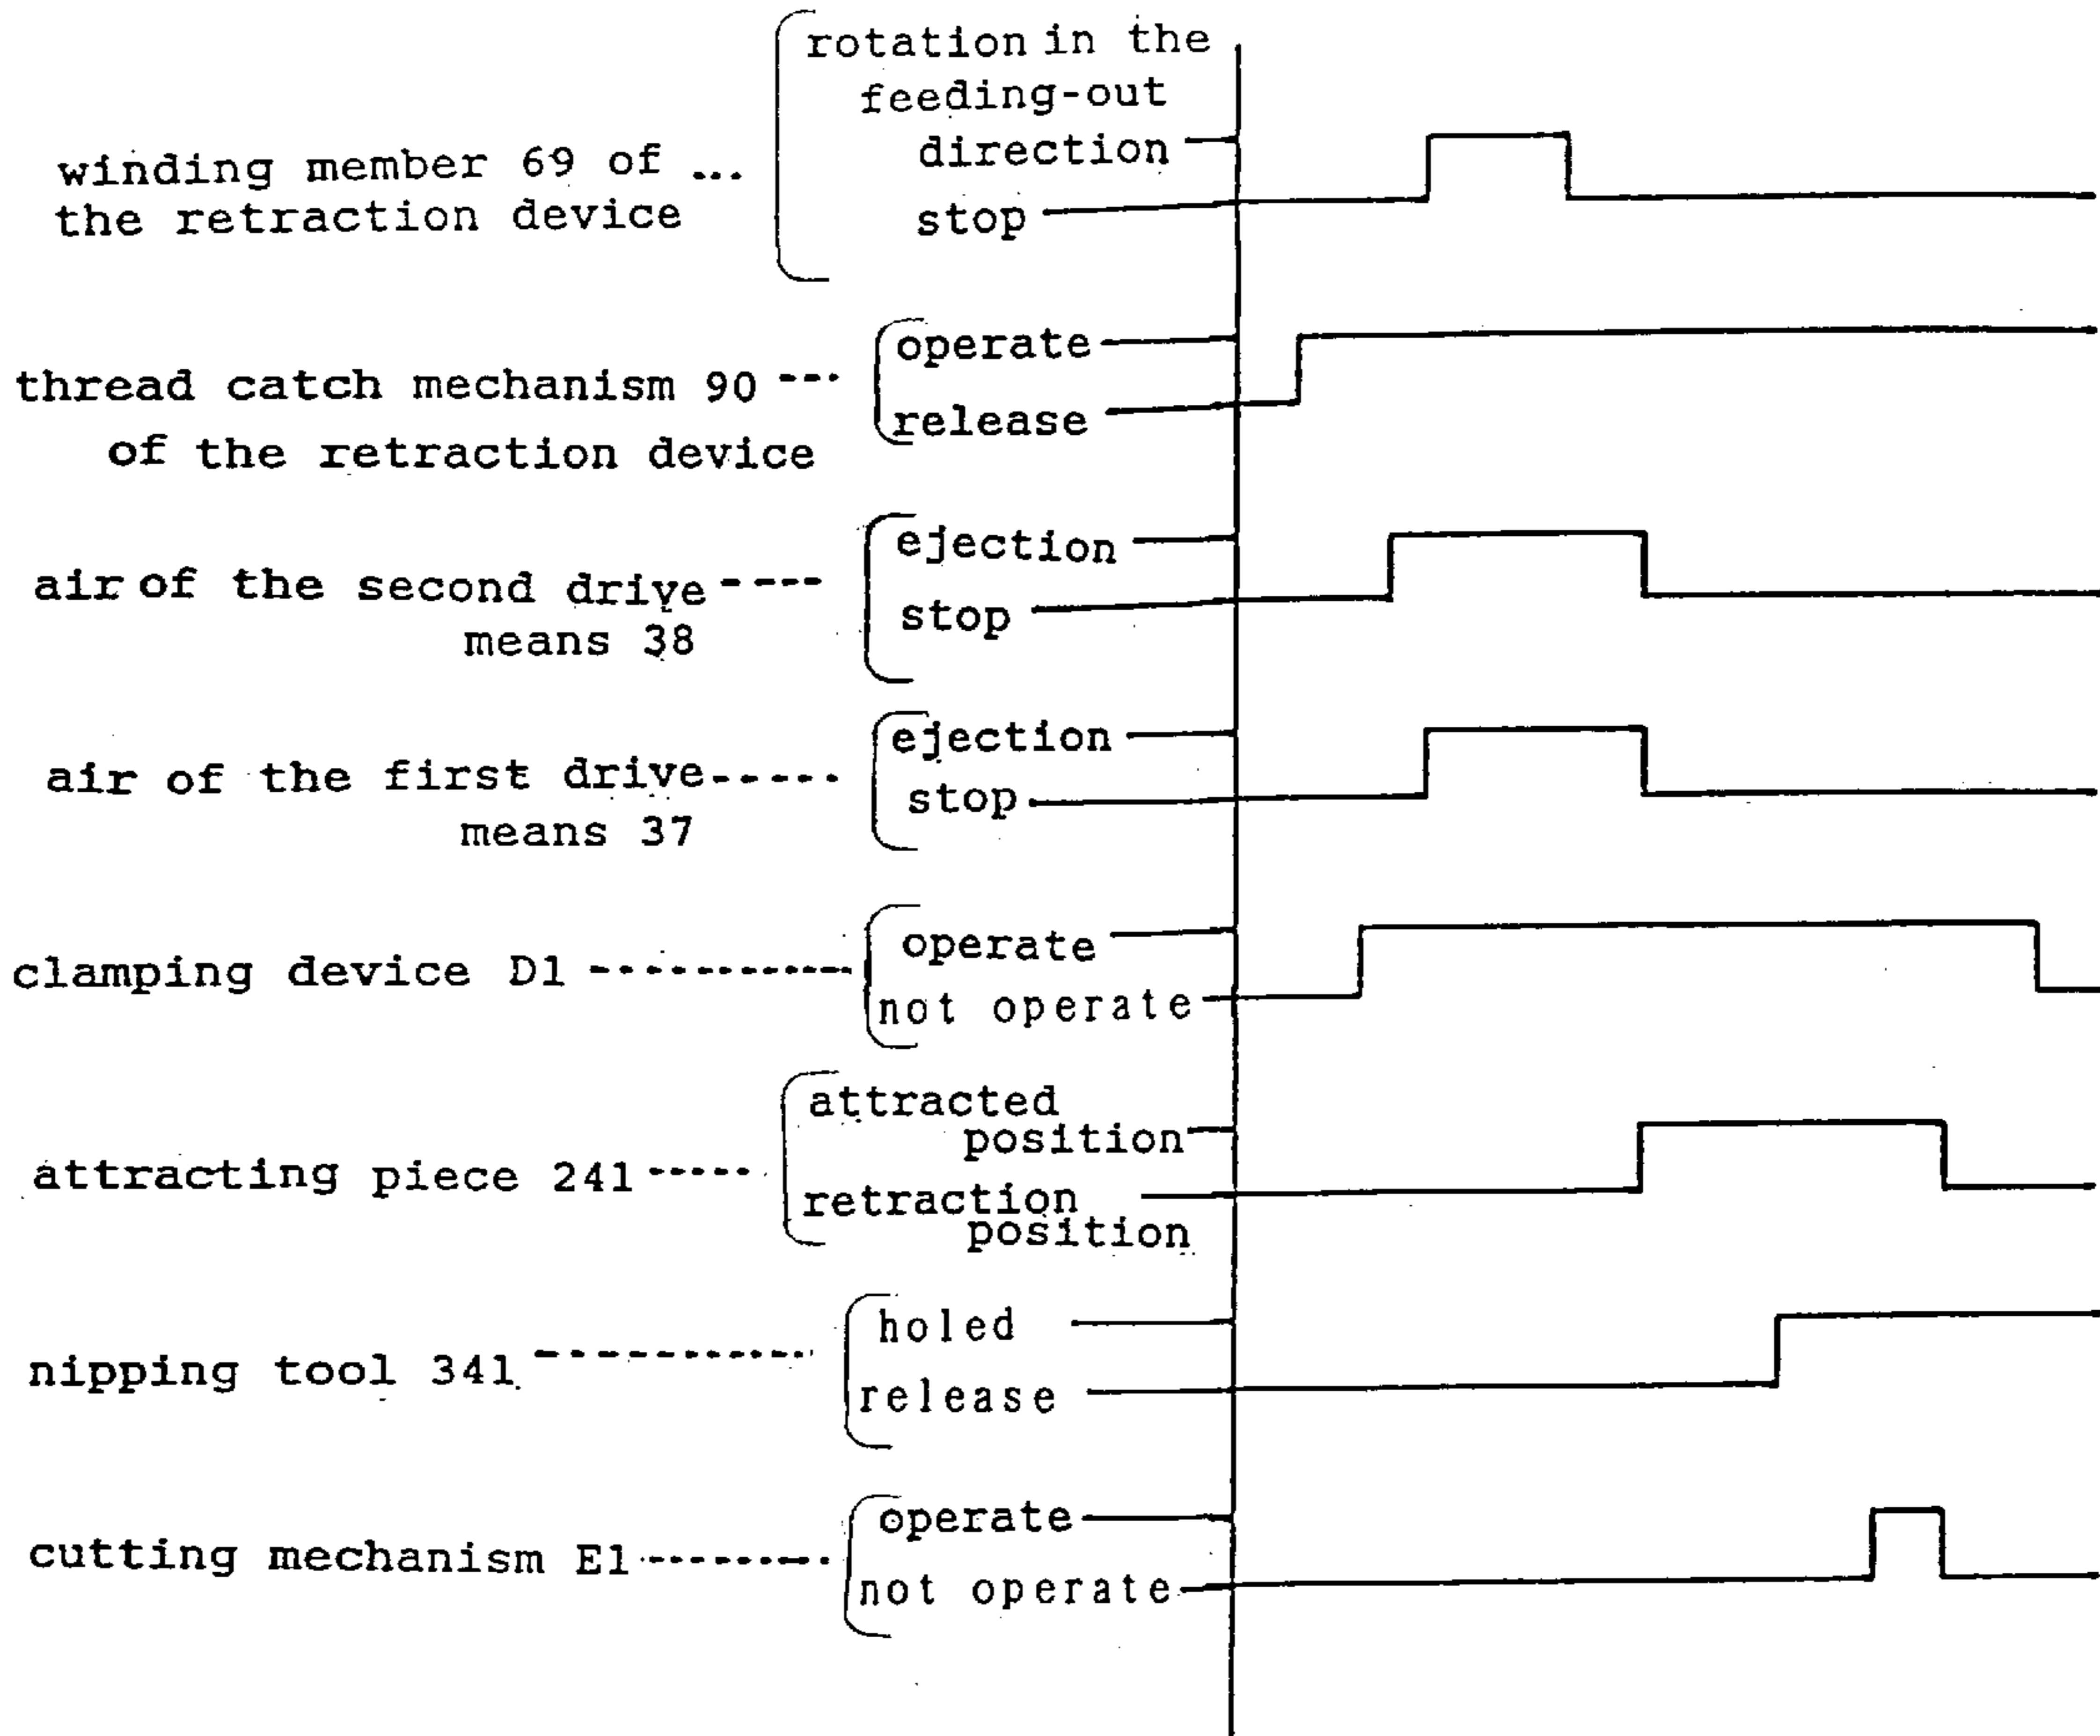 rotation in the
feeding-out
direction
winding member 69 of ...
the retraction device
stop
operate
thread catch mechanism 90 ---
release
of the retraction device
ejection
air of the second drive ----
stop
means 38
ejection
air of the first drive -----
stop
means 37
operate
clamping device D1 ------------
not operate
attracted
position
attracting piece 241 -----
retraction
position
holed
nipping tool 341 ------------
release
operate
cutting mechanism E1 ---------
not operate